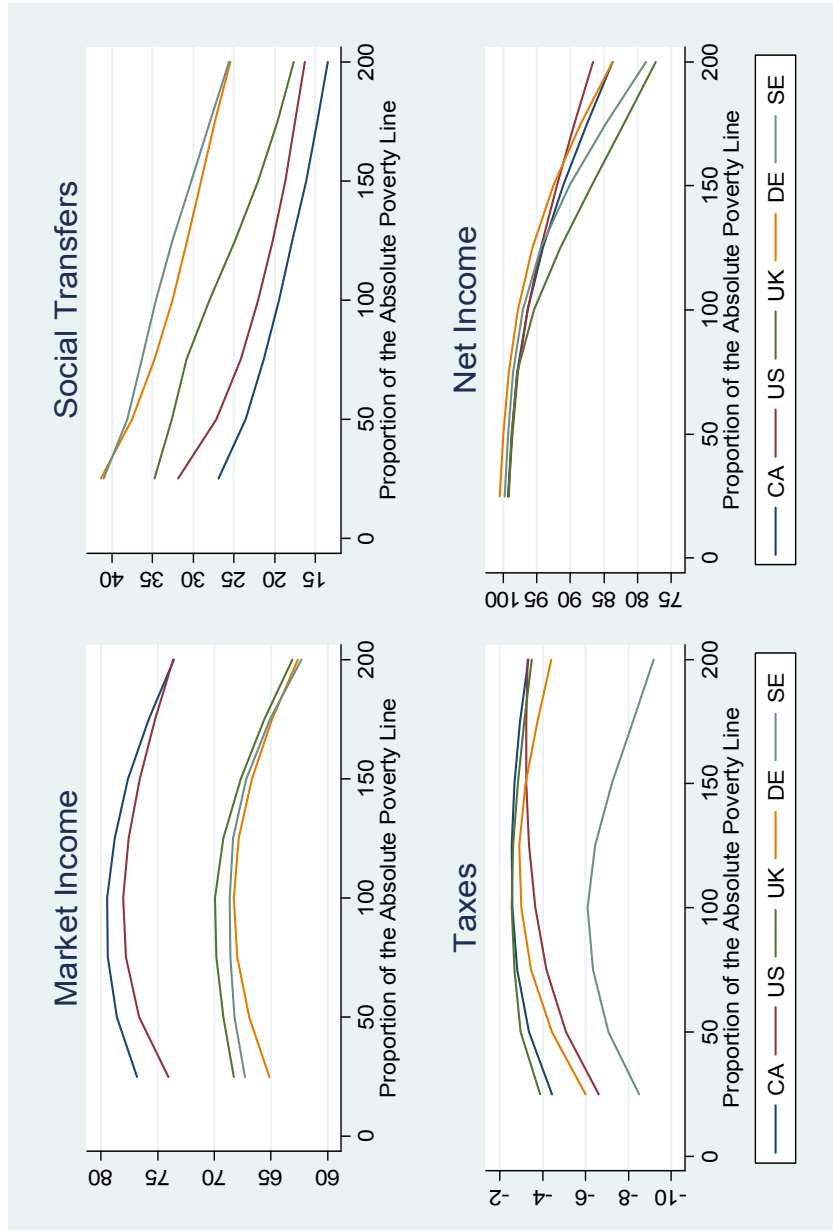 Market Income
80
75
70
65
60
0 50 100 150 200
Proportion of the Absolute Poverty Line
Social Transfers
40
35
30
25
20
15
0 50 100 150 200
Proportion of the Absolute Poverty Line
Taxes
-2
-4
-6
-8
-10
0 50 100 150 200
Proportion of the Absolute Poverty Line
CA US UK DE SE
Net Income
100
95
90
85
80
75
0 50 100 150 200
Proportion of the Absolute Poverty Line
CA US UK DE SE